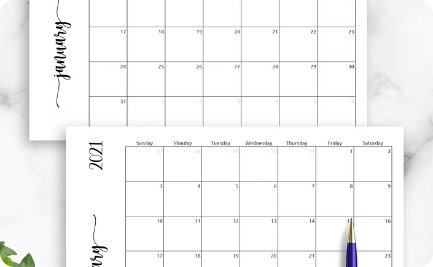 january
17 18 19 20 21 22 23
24 25 26 27 28 29 30
31
2021
Sunday Monday Tuesday Wednesday Thursday Friday Saturday
1 2
3 4 5 6 7 8 9
10 11 12 13 14 15 16
18 19 20 21 23